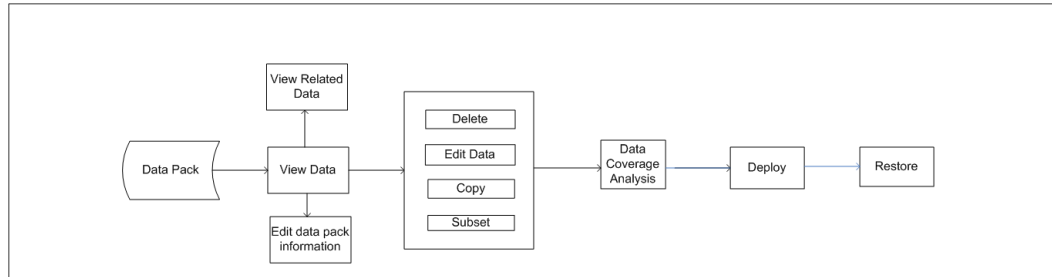 View Related
Data
Data Pack
View Data
Edit data pack
information
Delete
Edit Data
Copy
Subset
Data
Coverage
Analysis
Deploy
Restore